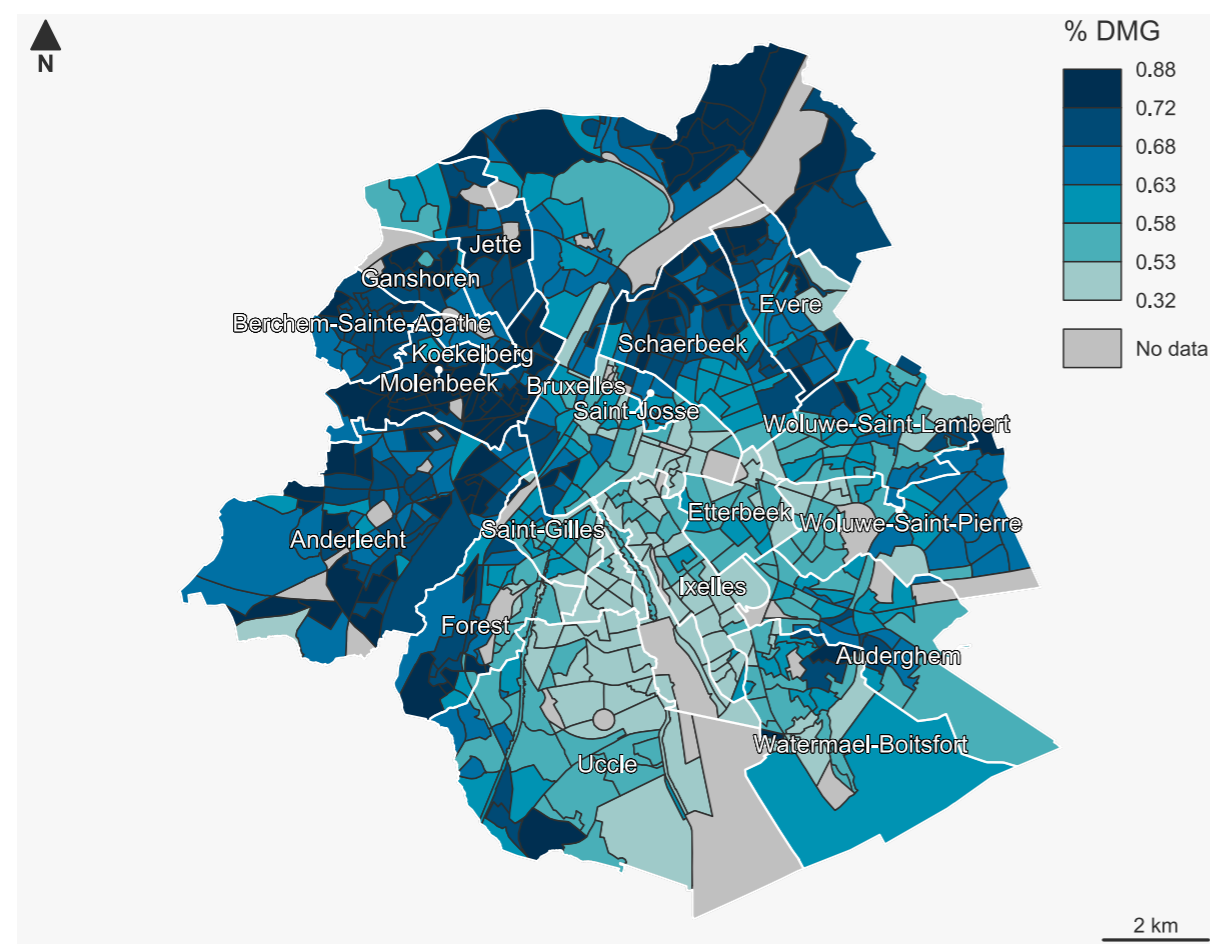 N
% DMG
0.88
0.72
0.68
0.63
0.58
0.53
0.32
No data
Jette
Ganshoren
Evere
Berchem-Sainte-Agathe
Schaerbeek
Koekelberg
Molenbeek
Bruxelles
Saint-Josse
Woluwe-Saint-Lambert
Etterbeek
Woluwe-Saint-Pierre
Saint-Gilles
Anderlecht
Ixelles
Forest
Auderghem
Watermael-Boitsfort
Uccle
2 km